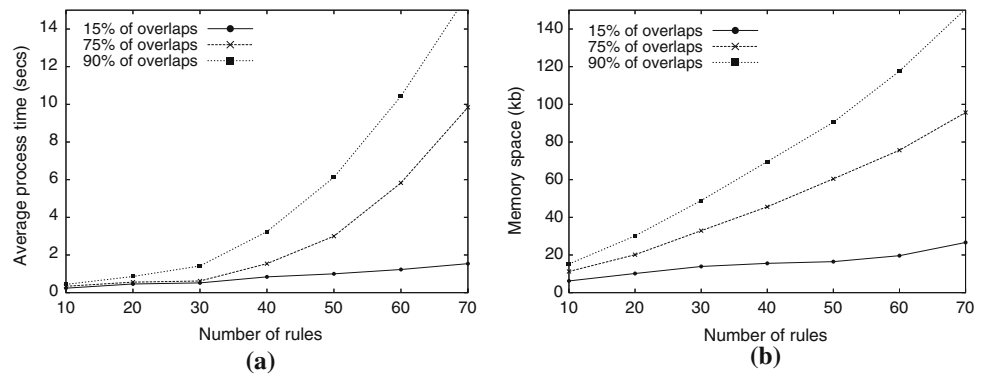 14
12
10
8
6
4
2
0
Average process time (secs)
15% of overlaps
75% of overlaps
90% of overlaps
10 20 30 40 50 60 70
Number of rules
(a)
140
120
100
80
60
40
20
0
Memory space (kb)
15% of overlaps
75% of overlaps
90% of overlaps
10 20 30 40 50 60 70
Number of rules
(b)